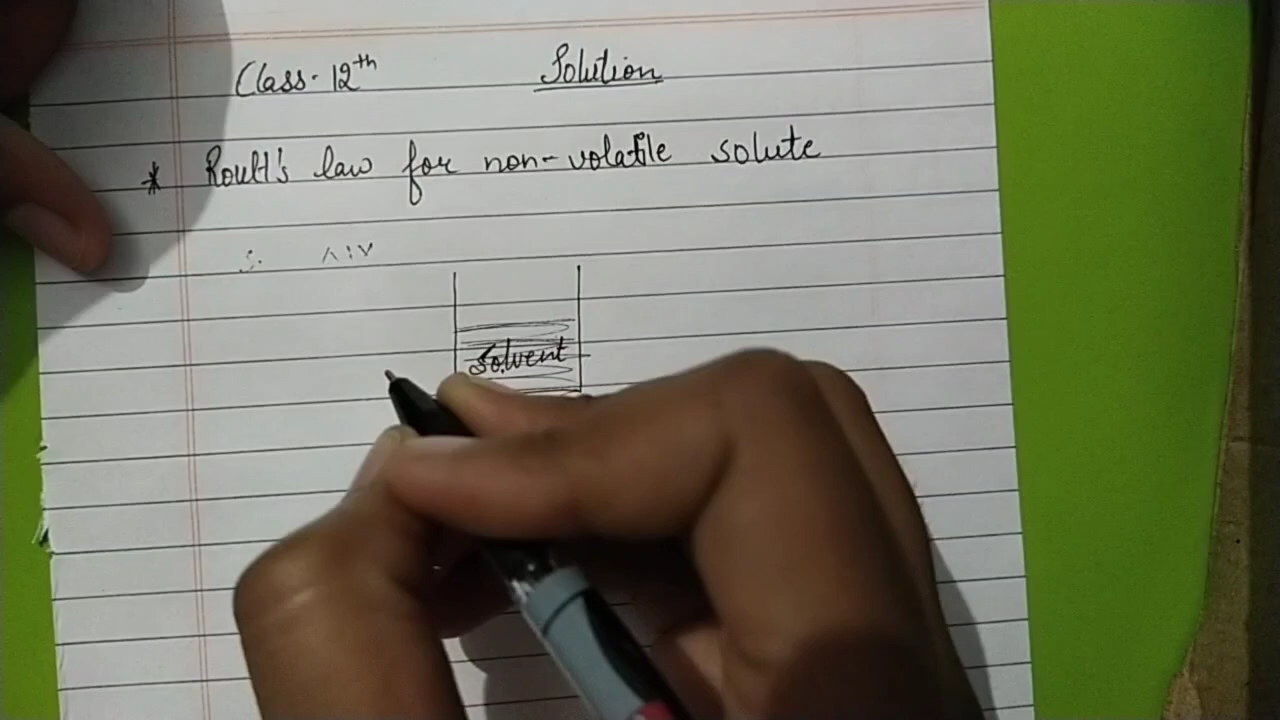 Class. 12th Solution
* Roult's law for non-volatile solute
Solvent